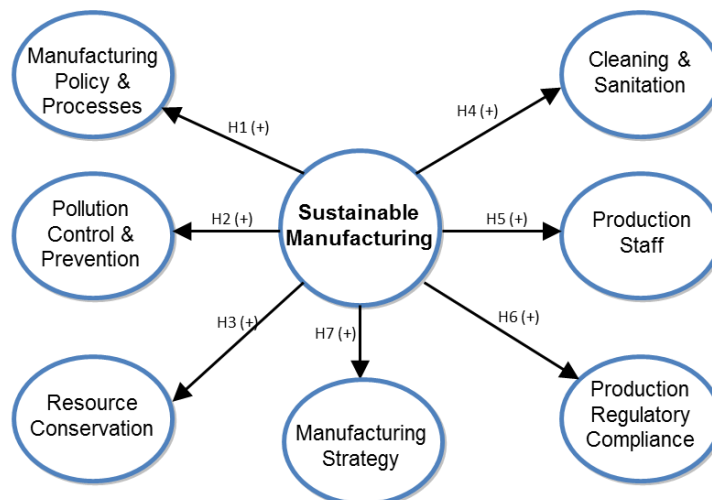 Manufacturing
Policy &
Processes
H1 (+)
Cleaning &
Sanitation
H4 (+)
Pollution
Control &
Prevention
H2 (+)
Sustainable
Manufacturing
H5 (+)
Production
Staff
H3 (+)
Resource
Conservation
H7 (+)
Manufacturing
Strategy
H6 (+)
Production
Regulatory
Compliance